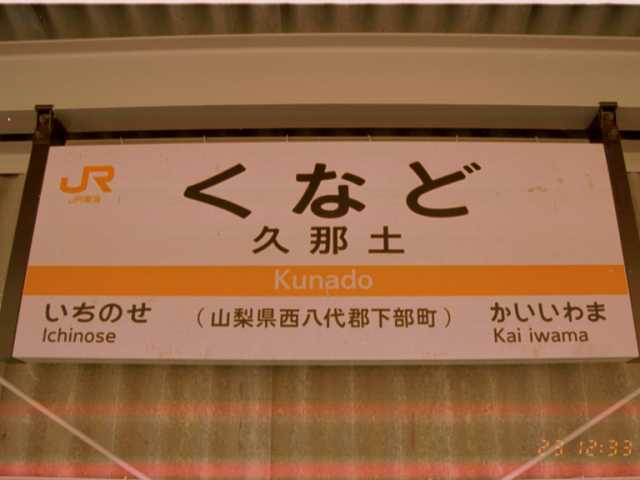 JR
JR東海
くなど
久那土
Kunado
いちのせ
Ichinose
（山梨県西八代郡下部町）
かいいわま
Kai iwama
23 12:33